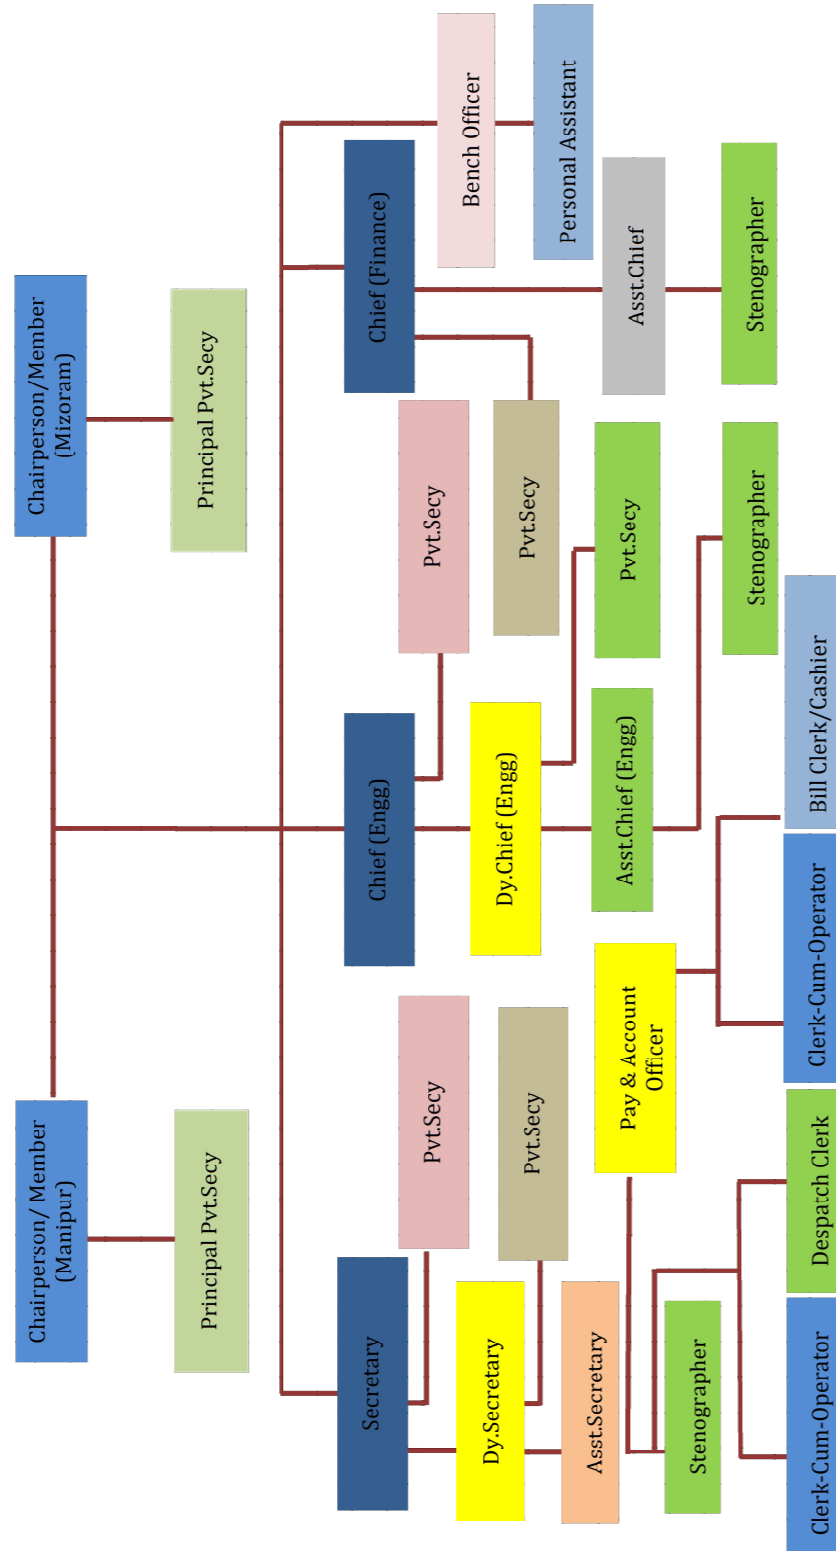 Chairperson/ Member
(Manipur)
Chairperson/Member
(Mizoram)
Principal Pvt.Secy
Principal Pvt.Secy
Secretary
Chief (Engg)
Chief (Finance)
Pvt.Secy
Pvt.Secy
Bench Officer
Dy.Secretary
Dy.Chief (Engg)
Pvt.Secy
Pvt.Secy
Personal Assistant
Asst.Secretary
Pay & Account
Officer
Asst.Chief (Engg)
Pvt.Secy
Asst.Chief
Stenographer
Stenographer
Stenographer
Clerk-Cum-Operator
Despatch Clerk
Clerk-Cum-Operator
Bill Clerk/Cashier